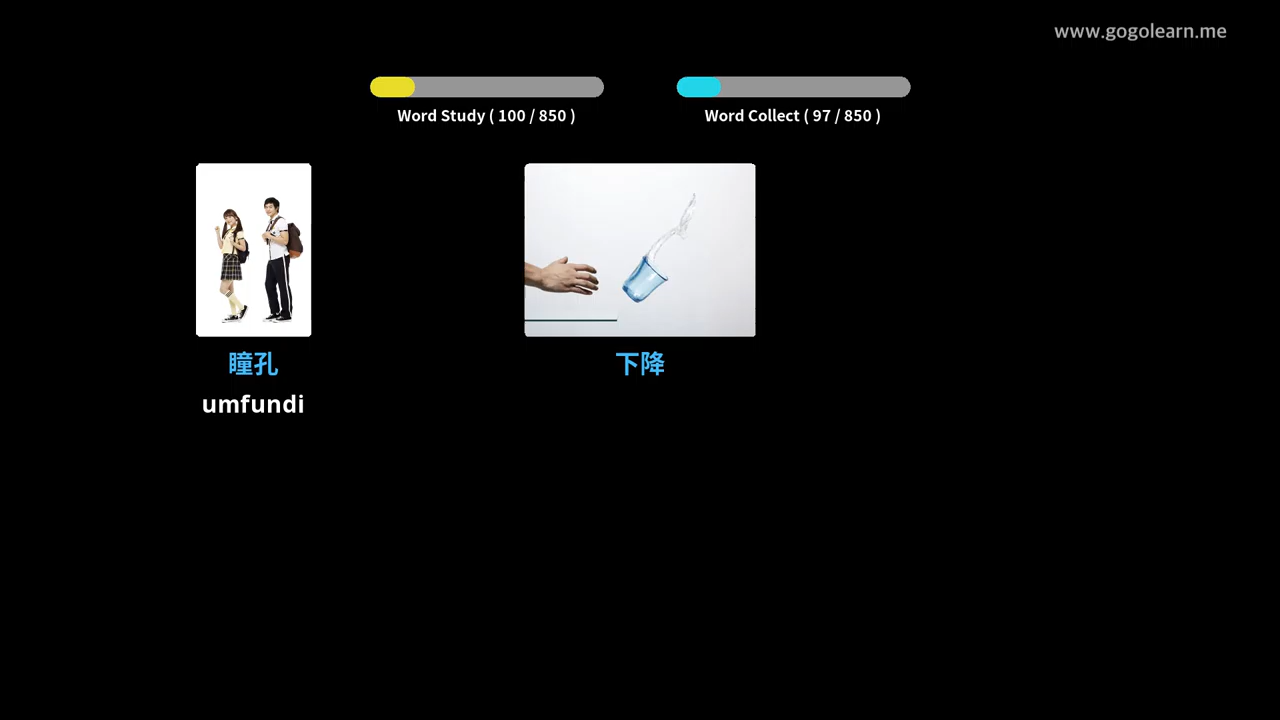 www.gogolearn.me
Word Study ( 100 / 850 )
Word Collect ( 97 / 850 )
瞳孔
下降
umfundi